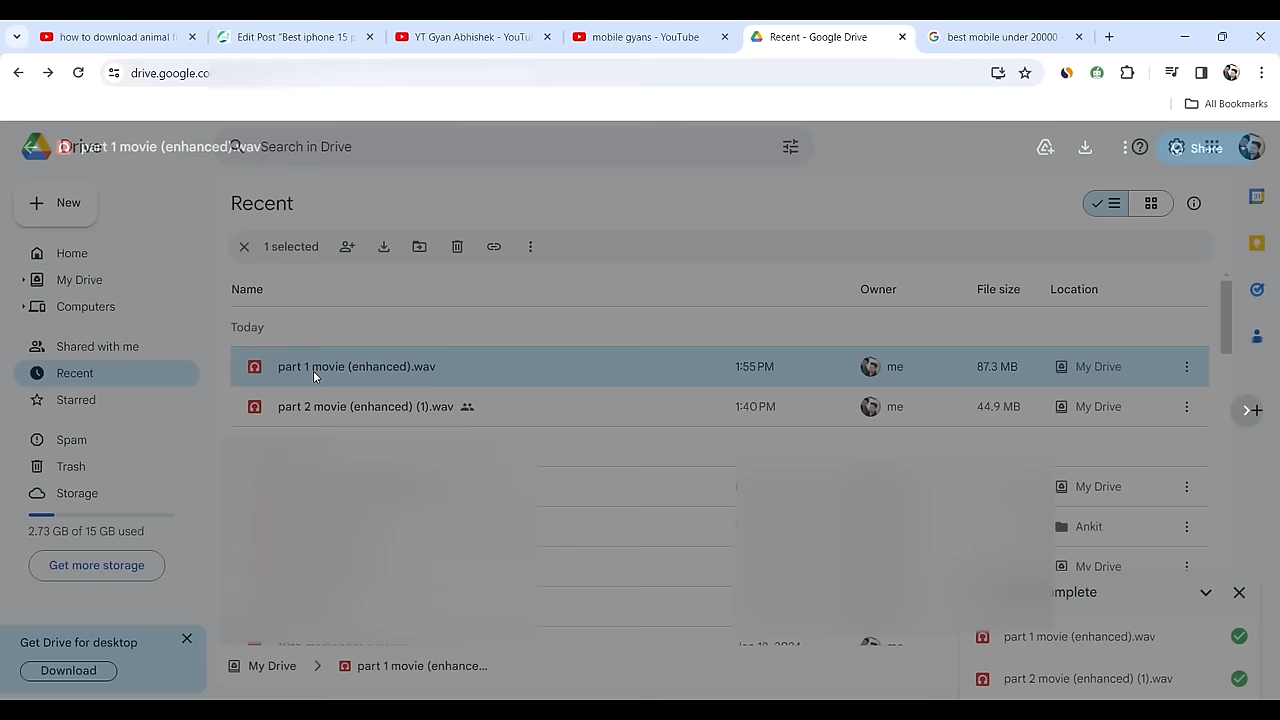 how to download animal f
Edit Post "Best iphone 15 p
YT Gyan Abhishek - YouTu
mobile gyans - YouTube
Recent - Google Drive
best mobile under 20000
drive.google.co
All Bookmarks
Drive
part 1 movie (enhanced).wav
Search in Drive
Share
New
Recent
1 selected
Home
My Drive
Computers
Shared with me
Recent
Starred
Spam
Trash
Storage
2.73 GB of 15 GB used
Get more storage
Get Drive for desktop
Download
Name
Owner
File size
Location
Today
part 1 movie (enhanced).wav 1:55 PM me 87.3 MB My Drive
part 2 movie (enhanced) (1).wav 1:40 PM me 44.9 MB My Drive
My Drive
Ankit
My Drive
mplete
part 1 movie (enhanced).wav
part 2 movie (enhanced) (1).wav
My Drive
part 1 movie (enhance...